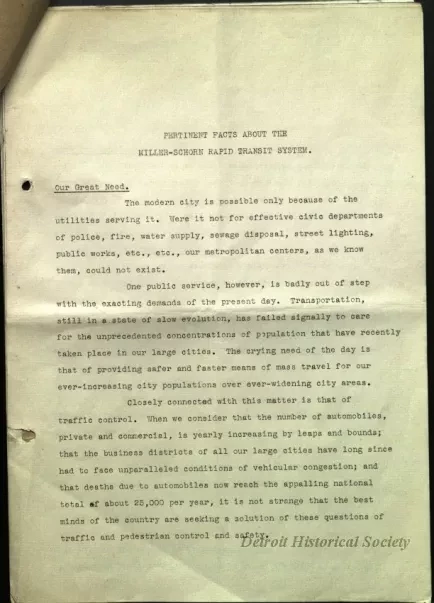 PERTINENT FACTS ABOUT THE
MILLER-SCHORN RAPID TRANSIT SYSTEM.
Our Great Need.
The modern city is possible only because of the
utilities serving it. Were it not for effective civic departments
of police, fire, water supply, sewage disposal, street lighting,
public works, etc., etc., our metropolitan centers, as we know
them, could not exist.
One public service, however, is badly out of step
with the exacting demands of the present day. Transportation,
still in a state of slow evolution, has failed signally to care
for the unprecedented concentrations of population that have recently
taken place in our large cities. The crying need of the day is
that of providing safer and faster means of mass travel for our
ever-increasing city populations over ever-widening city areas.
Closely connected with this matter is that of
traffic control. When we consider that the number of automobiles,
private and commercial, is yearly increasing by leaps and bounds;
that the business districts of all our large cities have long since
had to face unparalleled conditions of vehicular congestion; and
that deaths due to automobiles now reach the appalling national
total of about 25,000 per year, it is not strange that the best
minds of the country are seeking a solution of these questions of
traffic and pedestrian control and safety.
Detroit Historical Society